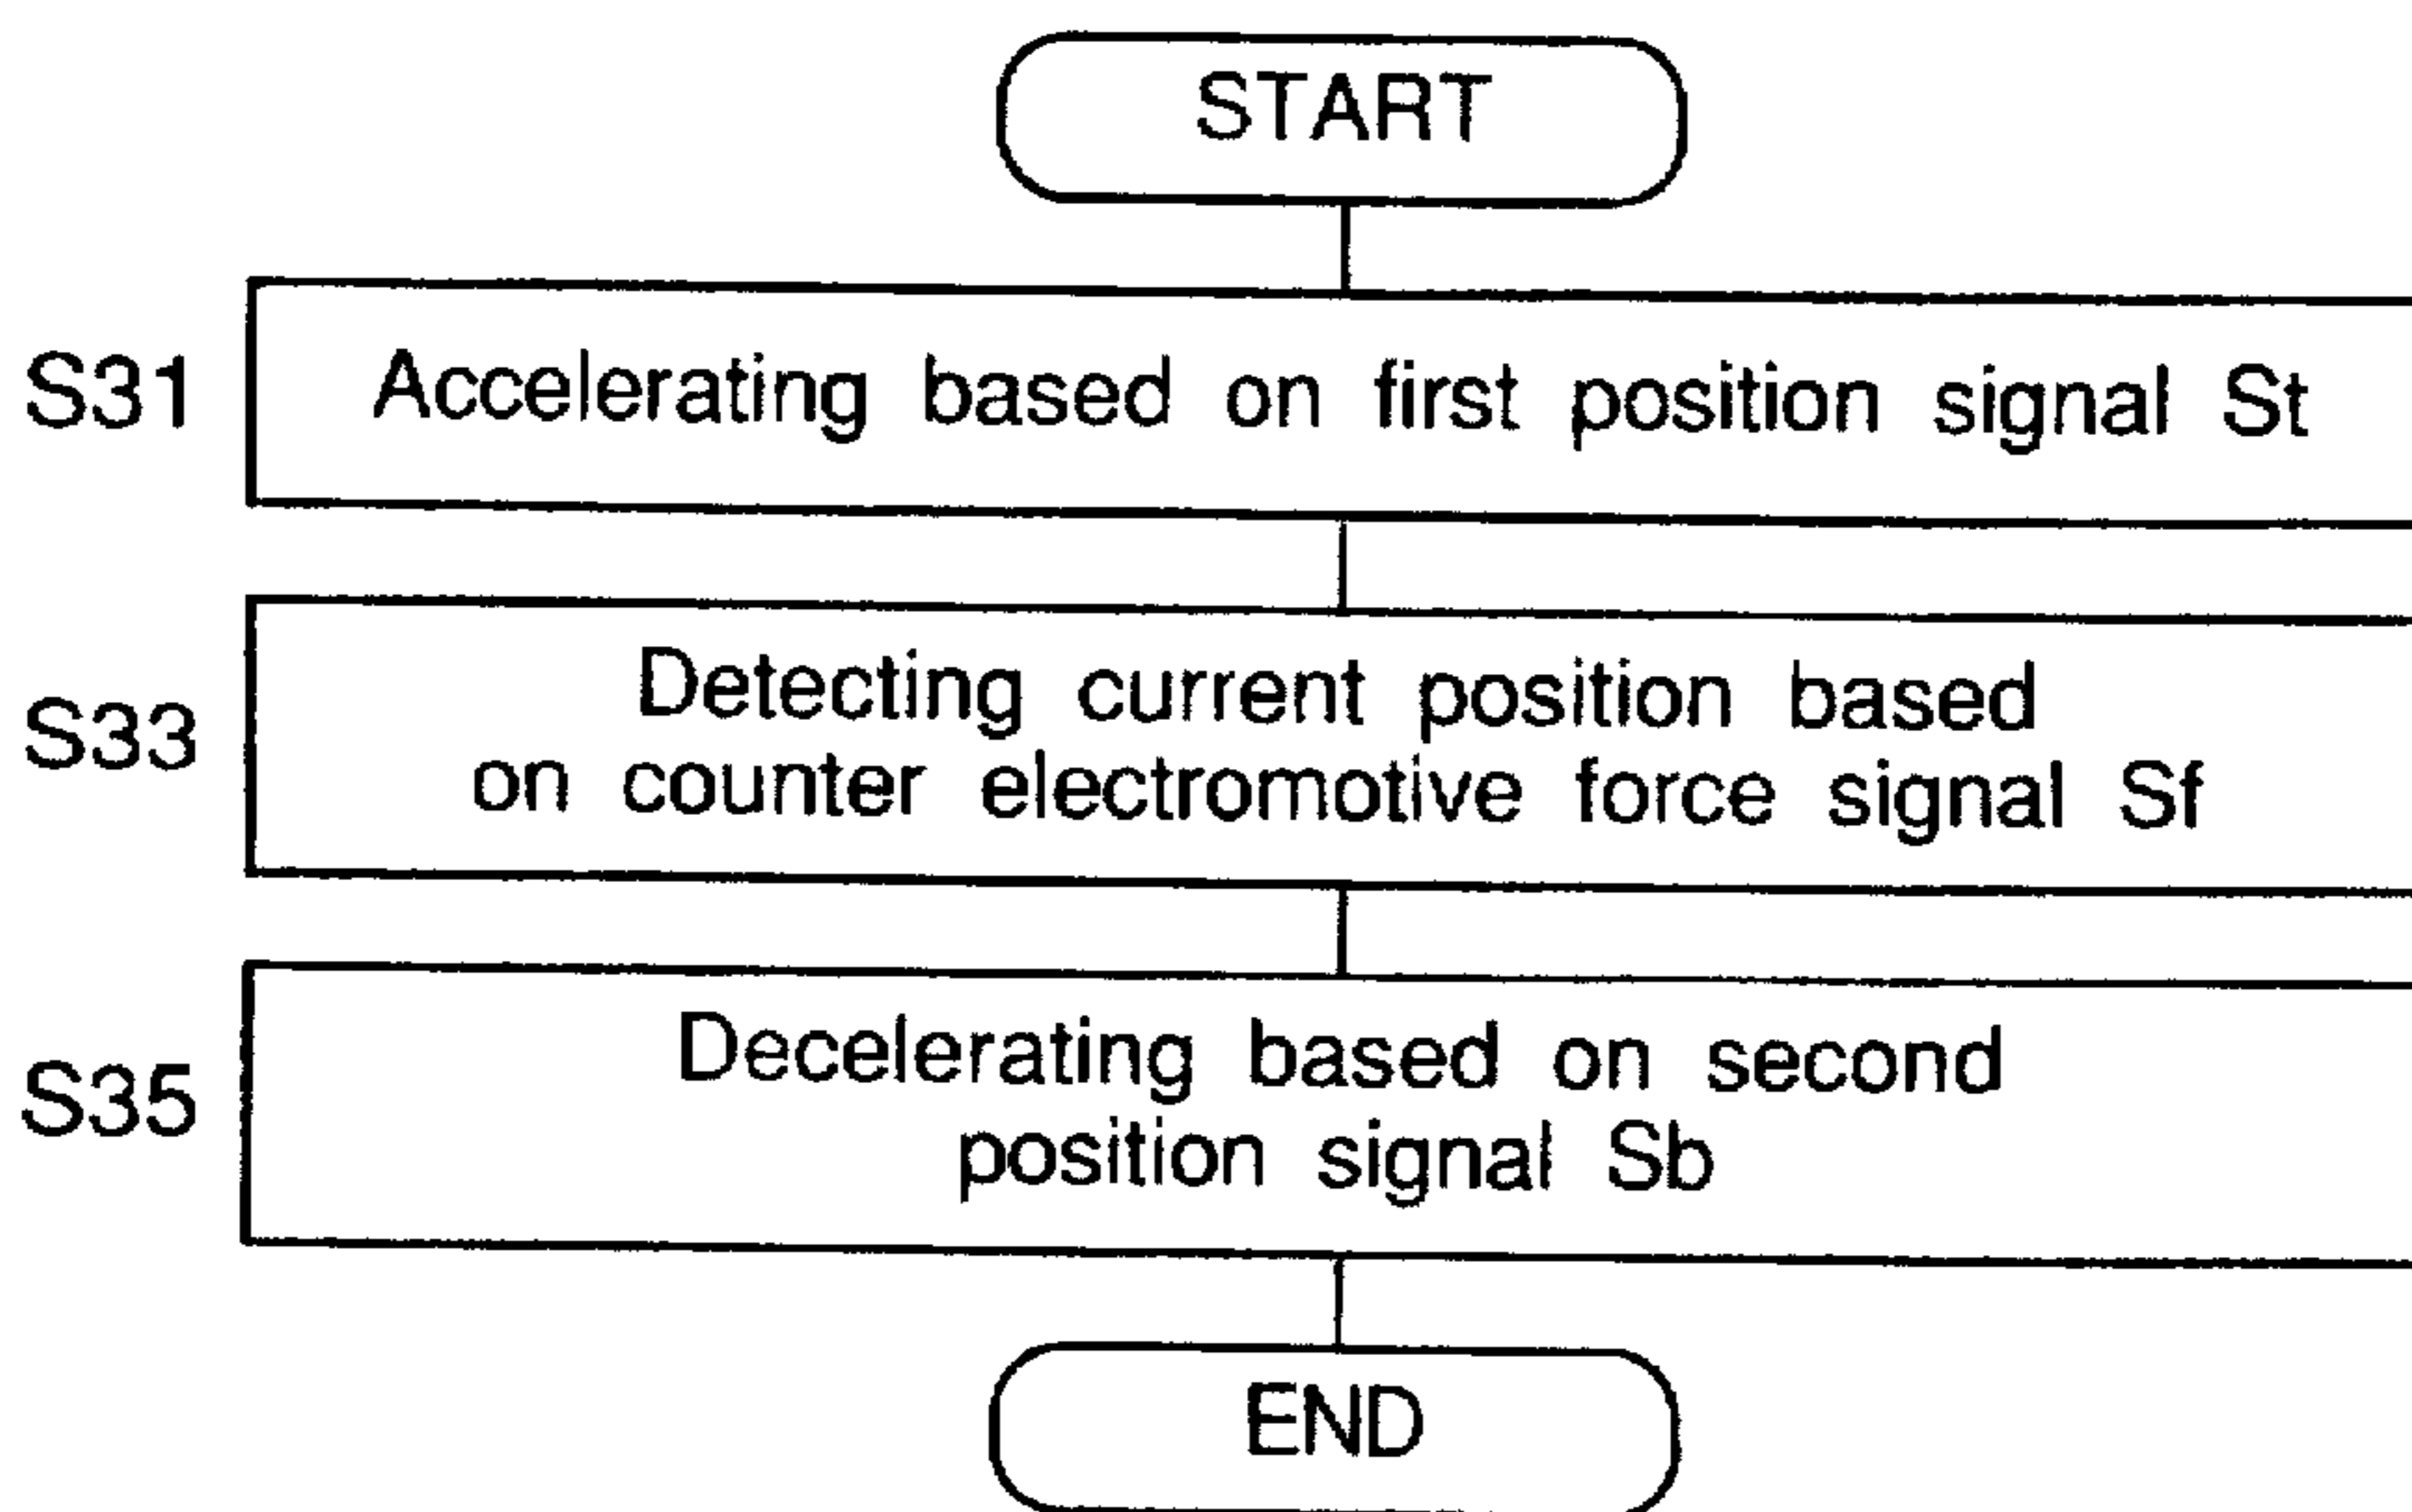 START
S31
Accelerating based on first position signal St
S33
Detecting current position based
on counter electromotive force signal Sf
S35
Decelerating based on second
position signal Sb
END